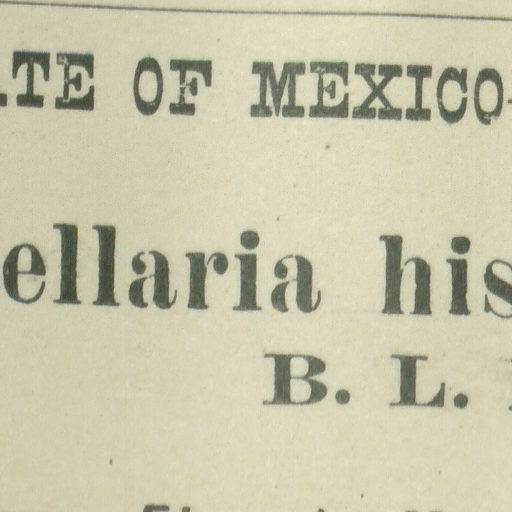 ATE OF MEXICO
ellaria his
B. L.